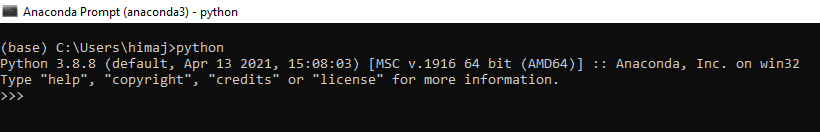 Anaconda Prompt (anaconda3) - python
(base) C:\Users\himaj>python
Python 3.8.8 (default, Apr 13 2021, 15:08:03) [MSC v.1916 64 bit (AMD64)] :: Anaconda, Inc. on win32
Type "help", "copyright", "credits" or "license" for more information.
>>>